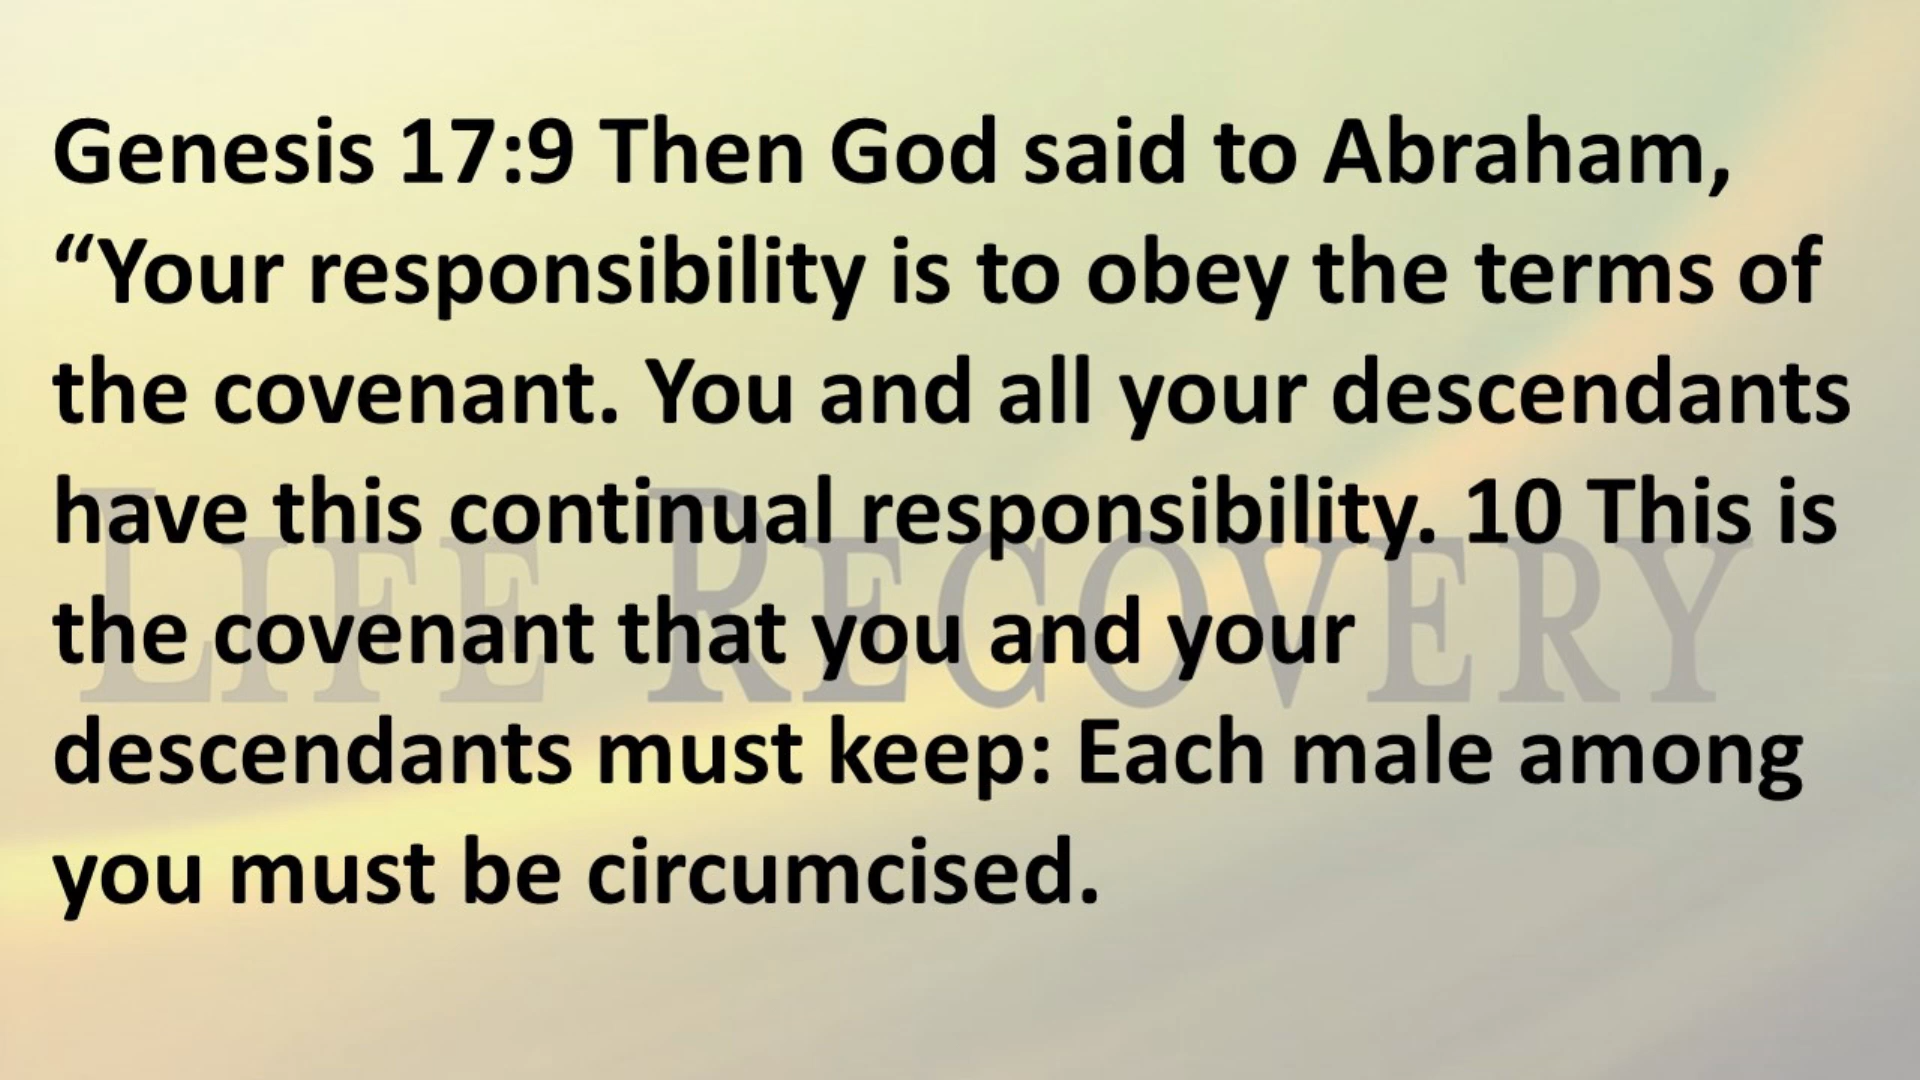 Genesis 17:9 Then God said to Abraham,
“Your responsibility is to obey the terms of
the covenant. You and all your descendants
have this continual responsibility. 10 This is
the covenant that you and your
descendants must keep: Each male among
you must be circumcised.
LIFE RECOVERY